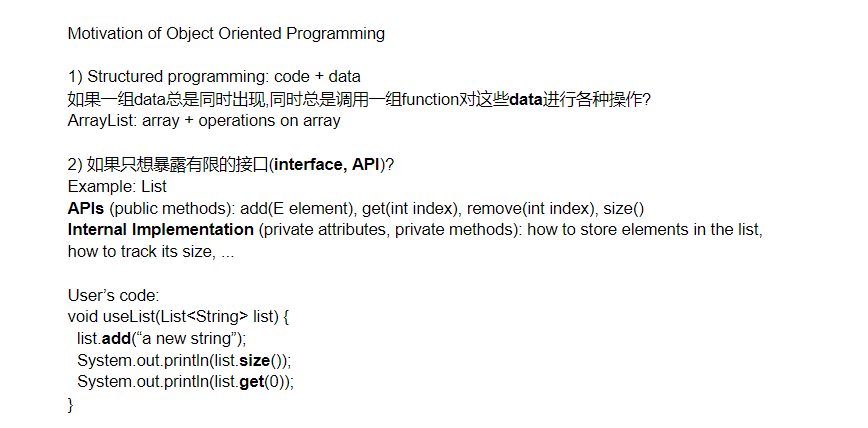 Motivation of Object Oriented Programming
1) Structured programming: code + data
如果一组data总是同时出现,同时总是调用一组function对这些data进行各种操作?
ArrayList: array + operations on array
2) 如果只想暴露有限的接口(interface, API)?
Example: List
APIs (public methods): add(E element), get(int index), remove(int index), size()
Internal Implementation (private attributes, private methods): how to store elements in the list,
how to track its size, ...
User’s code:
void useList(List<String> list) {
list.add(“a new string”);
System.out.println(list.size());
System.out.println(list.get(0));
}